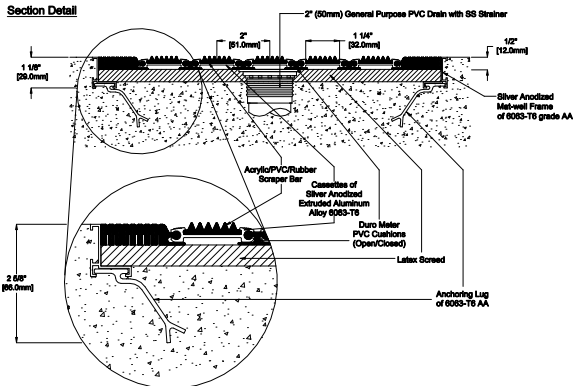 Section Detail
2" (50mm) General Purpose PVC Drain with SS Strainer
2"
[51.0mm]
1 1/4"
[32.0mm]
1/2"
[12.0mm]
1 1/8"
[29.0mm]
Silver Anodized
Mat-well Frame
of 6063-T6 grade AA
Acrylic/PVC/Rubber
Scraper Bar
Cassettes of
Silver Anodized
Extruded Aluminum
Alloy 6063-T6
Duro Meter
PVC Cushions
(Open/Closed)
Latax Screed
2 5/8"
[66.0mm]
Anchoring Lug
of 6063-T6 AA